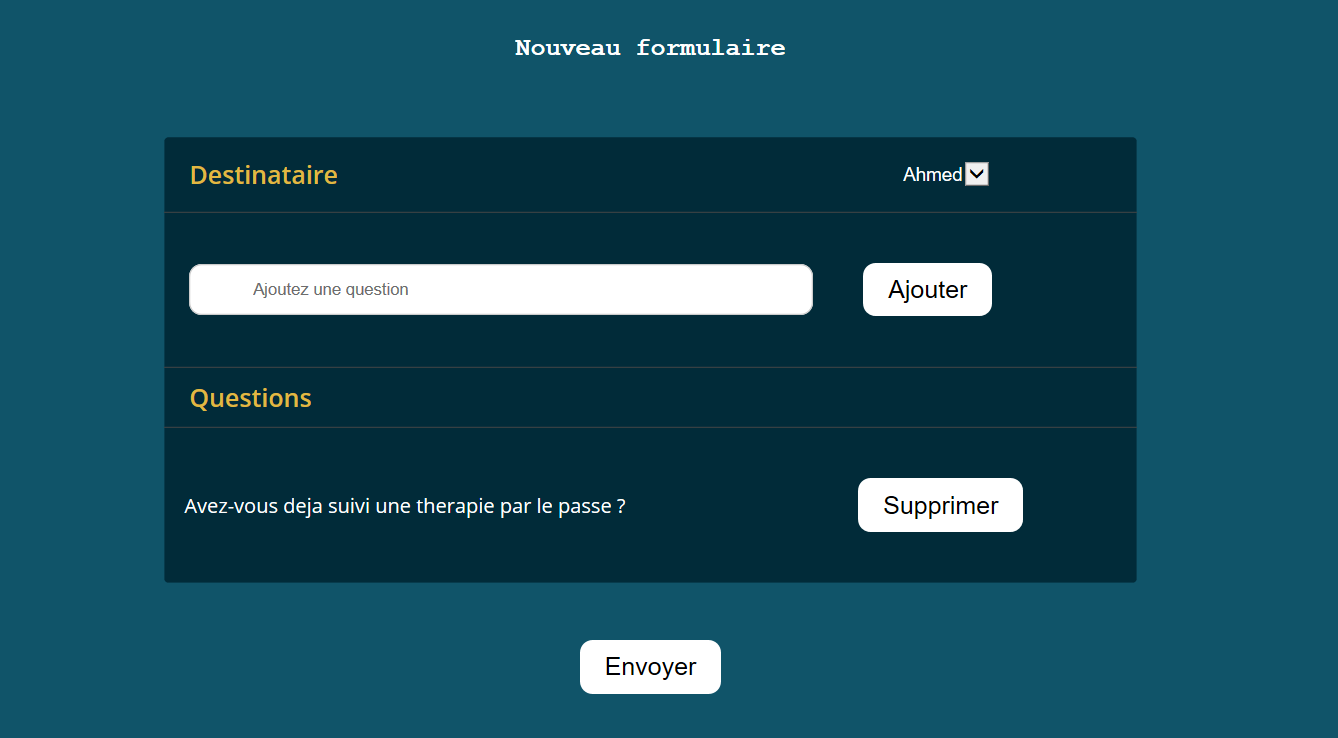 Nouveau formulaire
Destinataire
Ahmed
Ajoutez une question
Ajouter
Questions
Avez-vous deja suivi une therapie par le passe ?
Supprimer
Envoyer